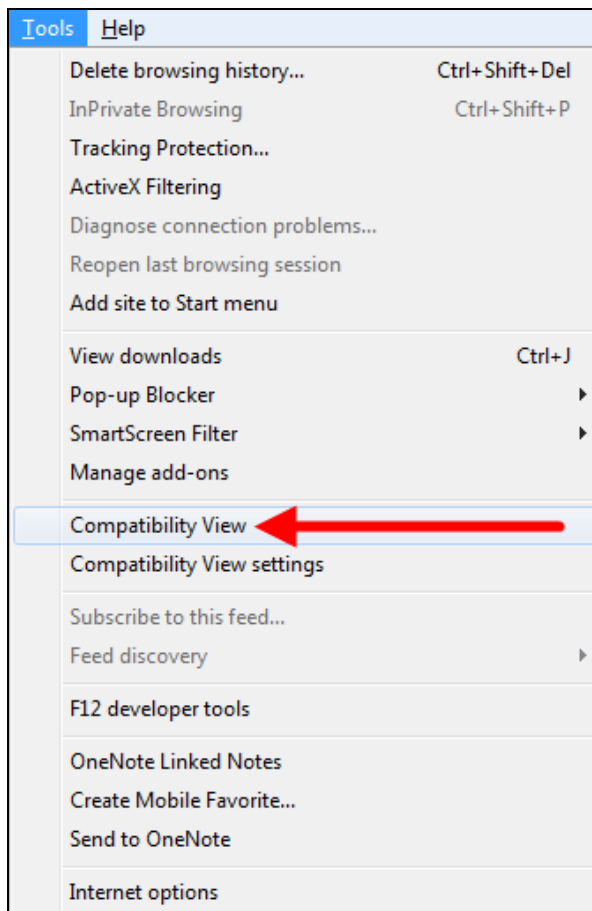 Tools Help
Delete browsing history... Ctrl+Shift+Del
InPrivate Browsing Ctrl+Shift+P
Tracking Protection...
ActiveX Filtering
Diagnose connection problems...
Reopen last browsing session
Add site to Start menu
View downloads Ctrl+J
Pop-up Blocker
SmartScreen Filter
Manage add-ons
Compatibility View
Compatibility View settings
Subscribe to this feed...
Feed discovery
F12 developer tools
OneNote Linked Notes
Create Mobile Favorite...
Send to OneNote
Internet options